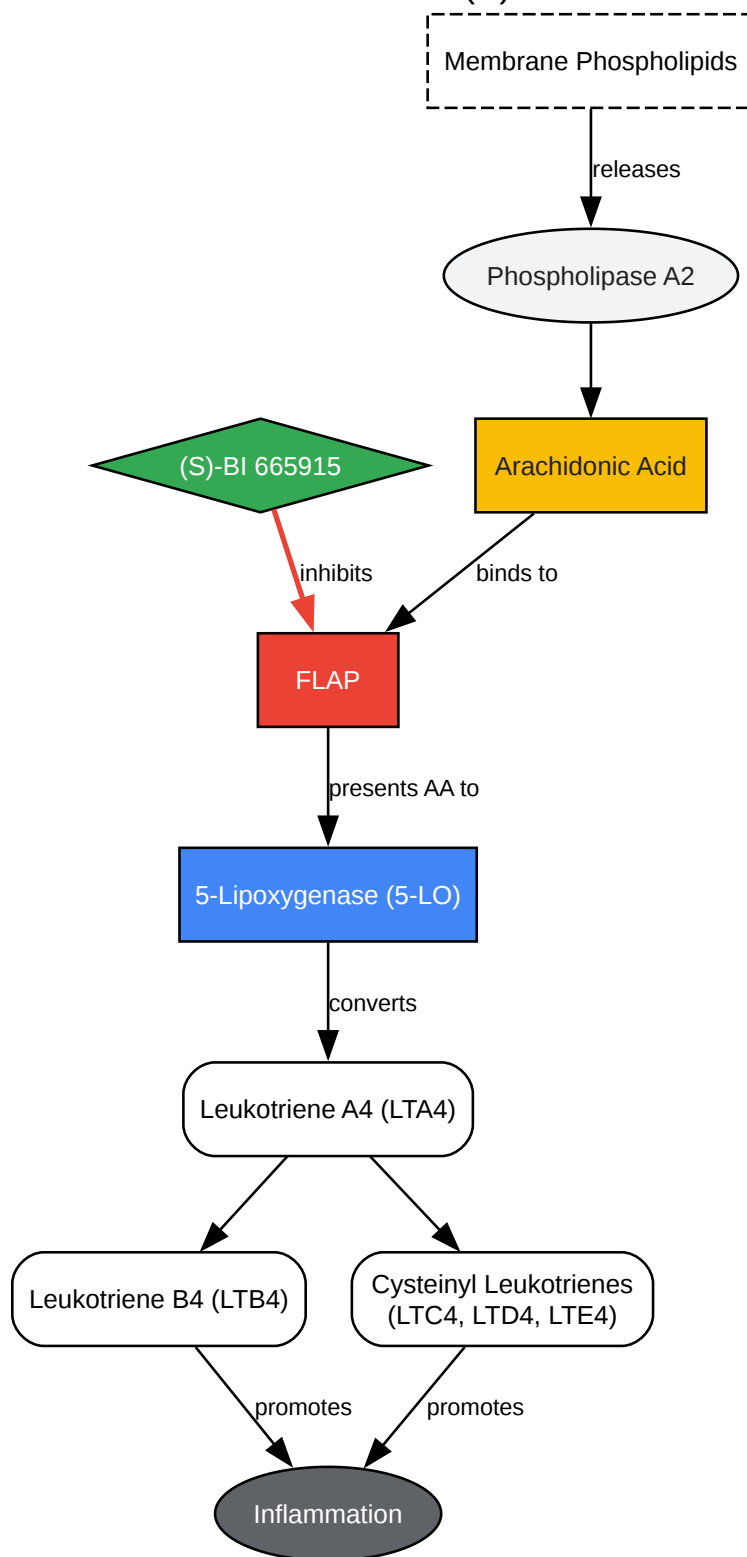 Membrane Phospholipids
releases
Phospholipase A2
(S)-BI 665915
Arachidonic Acid
inhibits
binds to
FLAP
presents AA to
5-Lipoxygenase (5-LO)
converts
Leukotriene A4 (LTA4)
Leukotriene B4 (LTB4)
Cysteinyl Leukotrienes
(LTC4, LTD4, LTE4)
promotes
promotes
Inflammation